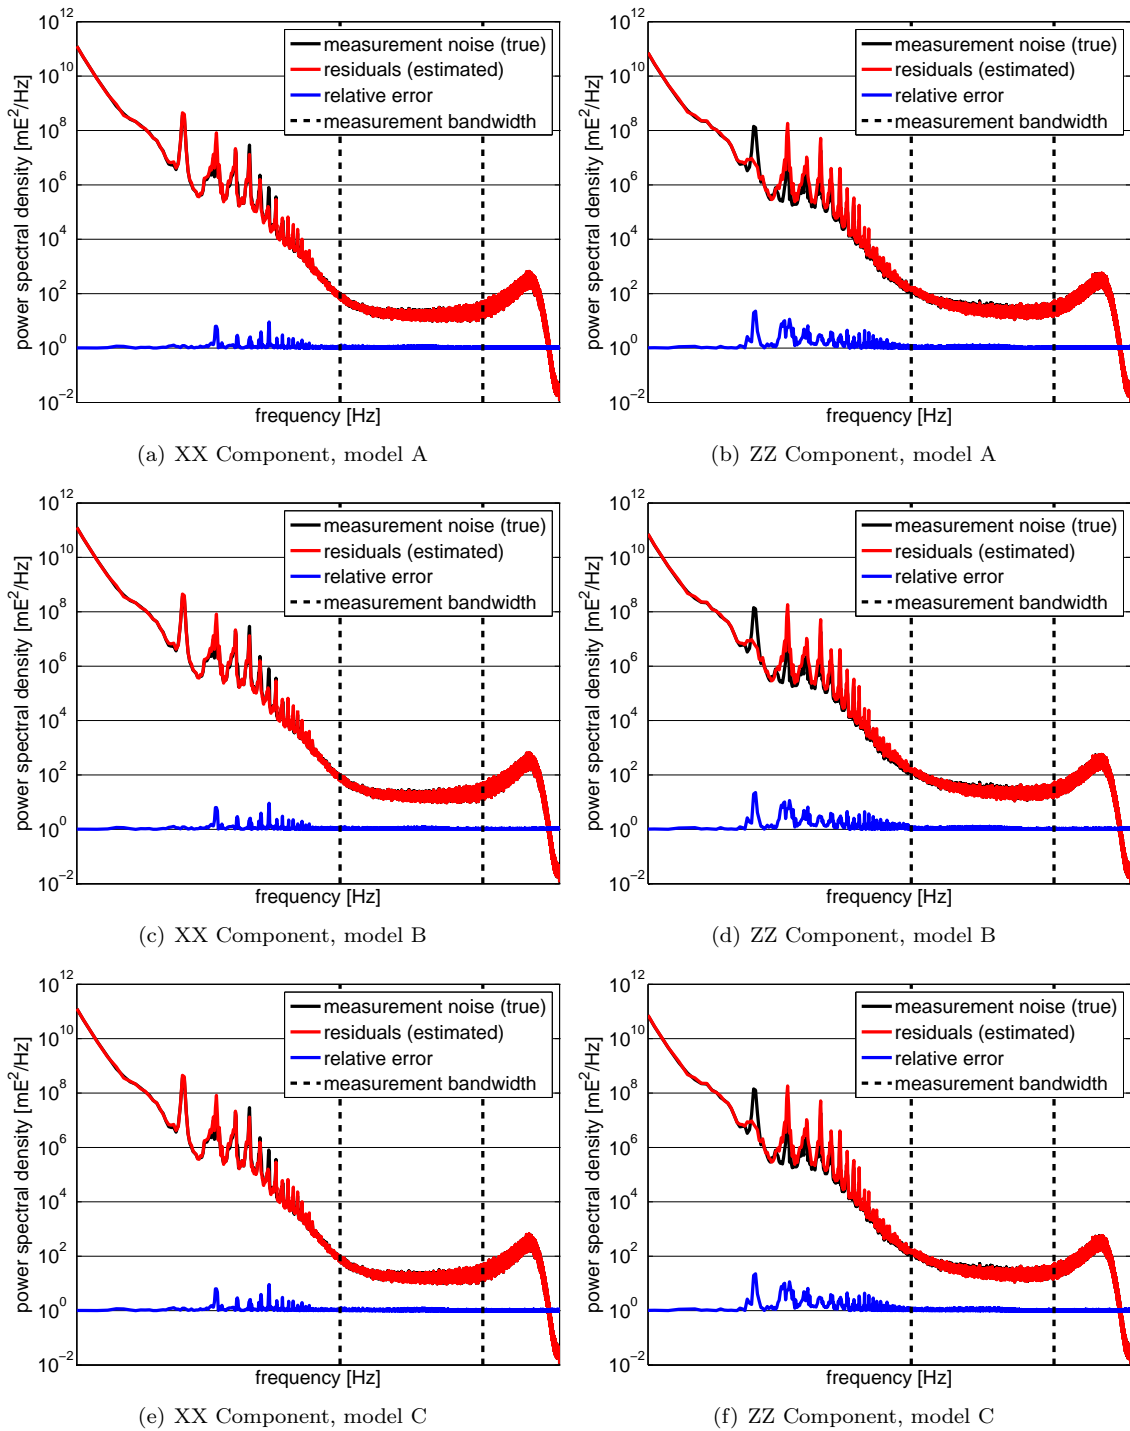 10^12
10^10
10^8
10^6
10^4
10^2
10^0
10^−2
power spectral density [mE^2/Hz]
frequency [Hz]
measurement noise (true)
residuals (estimated)
relative error
measurement bandwidth
(a) XX Component, model A
10^12
10^10
10^8
10^6
10^4
10^2
10^0
10^−2
power spectral density [mE^2/Hz]
frequency [Hz]
measurement noise (true)
residuals (estimated)
relative error
measurement bandwidth
(b) ZZ Component, model A
10^12
10^10
10^8
10^6
10^4
10^2
10^0
10^−2
power spectral density [mE^2/Hz]
frequency [Hz]
measurement noise (true)
residuals (estimated)
relative error
measurement bandwidth
(c) XX Component, model B
10^12
10^10
10^8
10^6
10^4
10^2
10^0
10^−2
power spectral density [mE^2/Hz]
frequency [Hz]
measurement noise (true)
residuals (estimated)
relative error
measurement bandwidth
(d) ZZ Component, model B
10^12
10^10
10^8
10^6
10^4
10^2
10^0
10^−2
power spectral density [mE^2/Hz]
frequency [Hz]
measurement noise (true)
residuals (estimated)
relative error
measurement bandwidth
(e) XX Component, model C
10^12
10^10
10^8
10^6
10^4
10^2
10^0
10^−2
power spectral density [mE^2/Hz]
frequency [Hz]
measurement noise (true)
residuals (estimated)
relative error
measurement bandwidth
(f) ZZ Component, model C